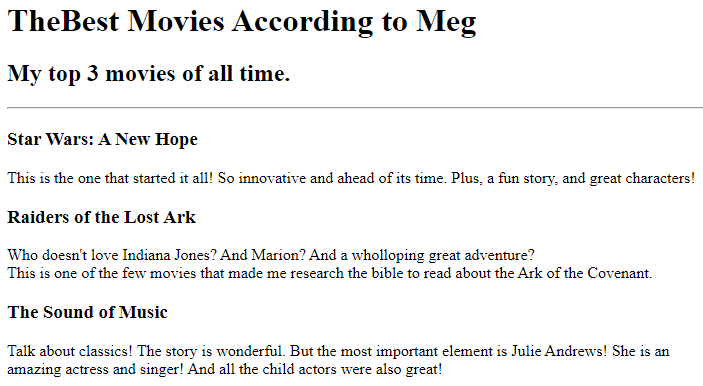 TheBest Movies According to Meg
My top 3 movies of all time.
Star Wars: A New Hope
This is the one that started it all! So innovative and ahead of its time. Plus, a fun story, and great characters!
Raiders of the Lost Ark
Who doesn't love Indiana Jones? And Marion? And a wholloping great adventure?
This is one of the few movies that made me research the bible to read about the Ark of the Covenant.
The Sound of Music
Talk about classics! The story is wonderful. But the most important element is Julie Andrews! She is an
amazing actress and singer! And all the child actors were also great!